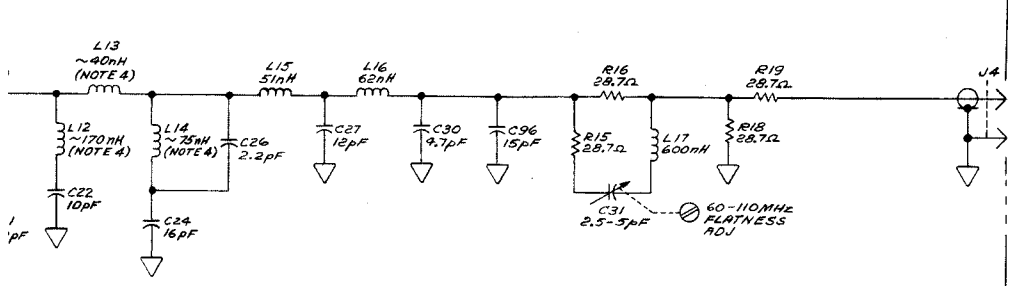 L13
~40nH
(NOTE 4)
L15
51nH
L16
62nH
R16
28.7Ω
R19
28.7Ω
J4
L12
~170nH
(NOTE 4)
L14
~75nH
(NOTE 4)
C26
2.2pF
C27
12pF
C30
4.7pF
C96
15pF
R15
28.7Ω
L17
600nH
R18
28.7Ω
C22
10pF
C24
16pF
C31
2.5-5pF
60-110MHz
FLATNESS
ADJ
pF